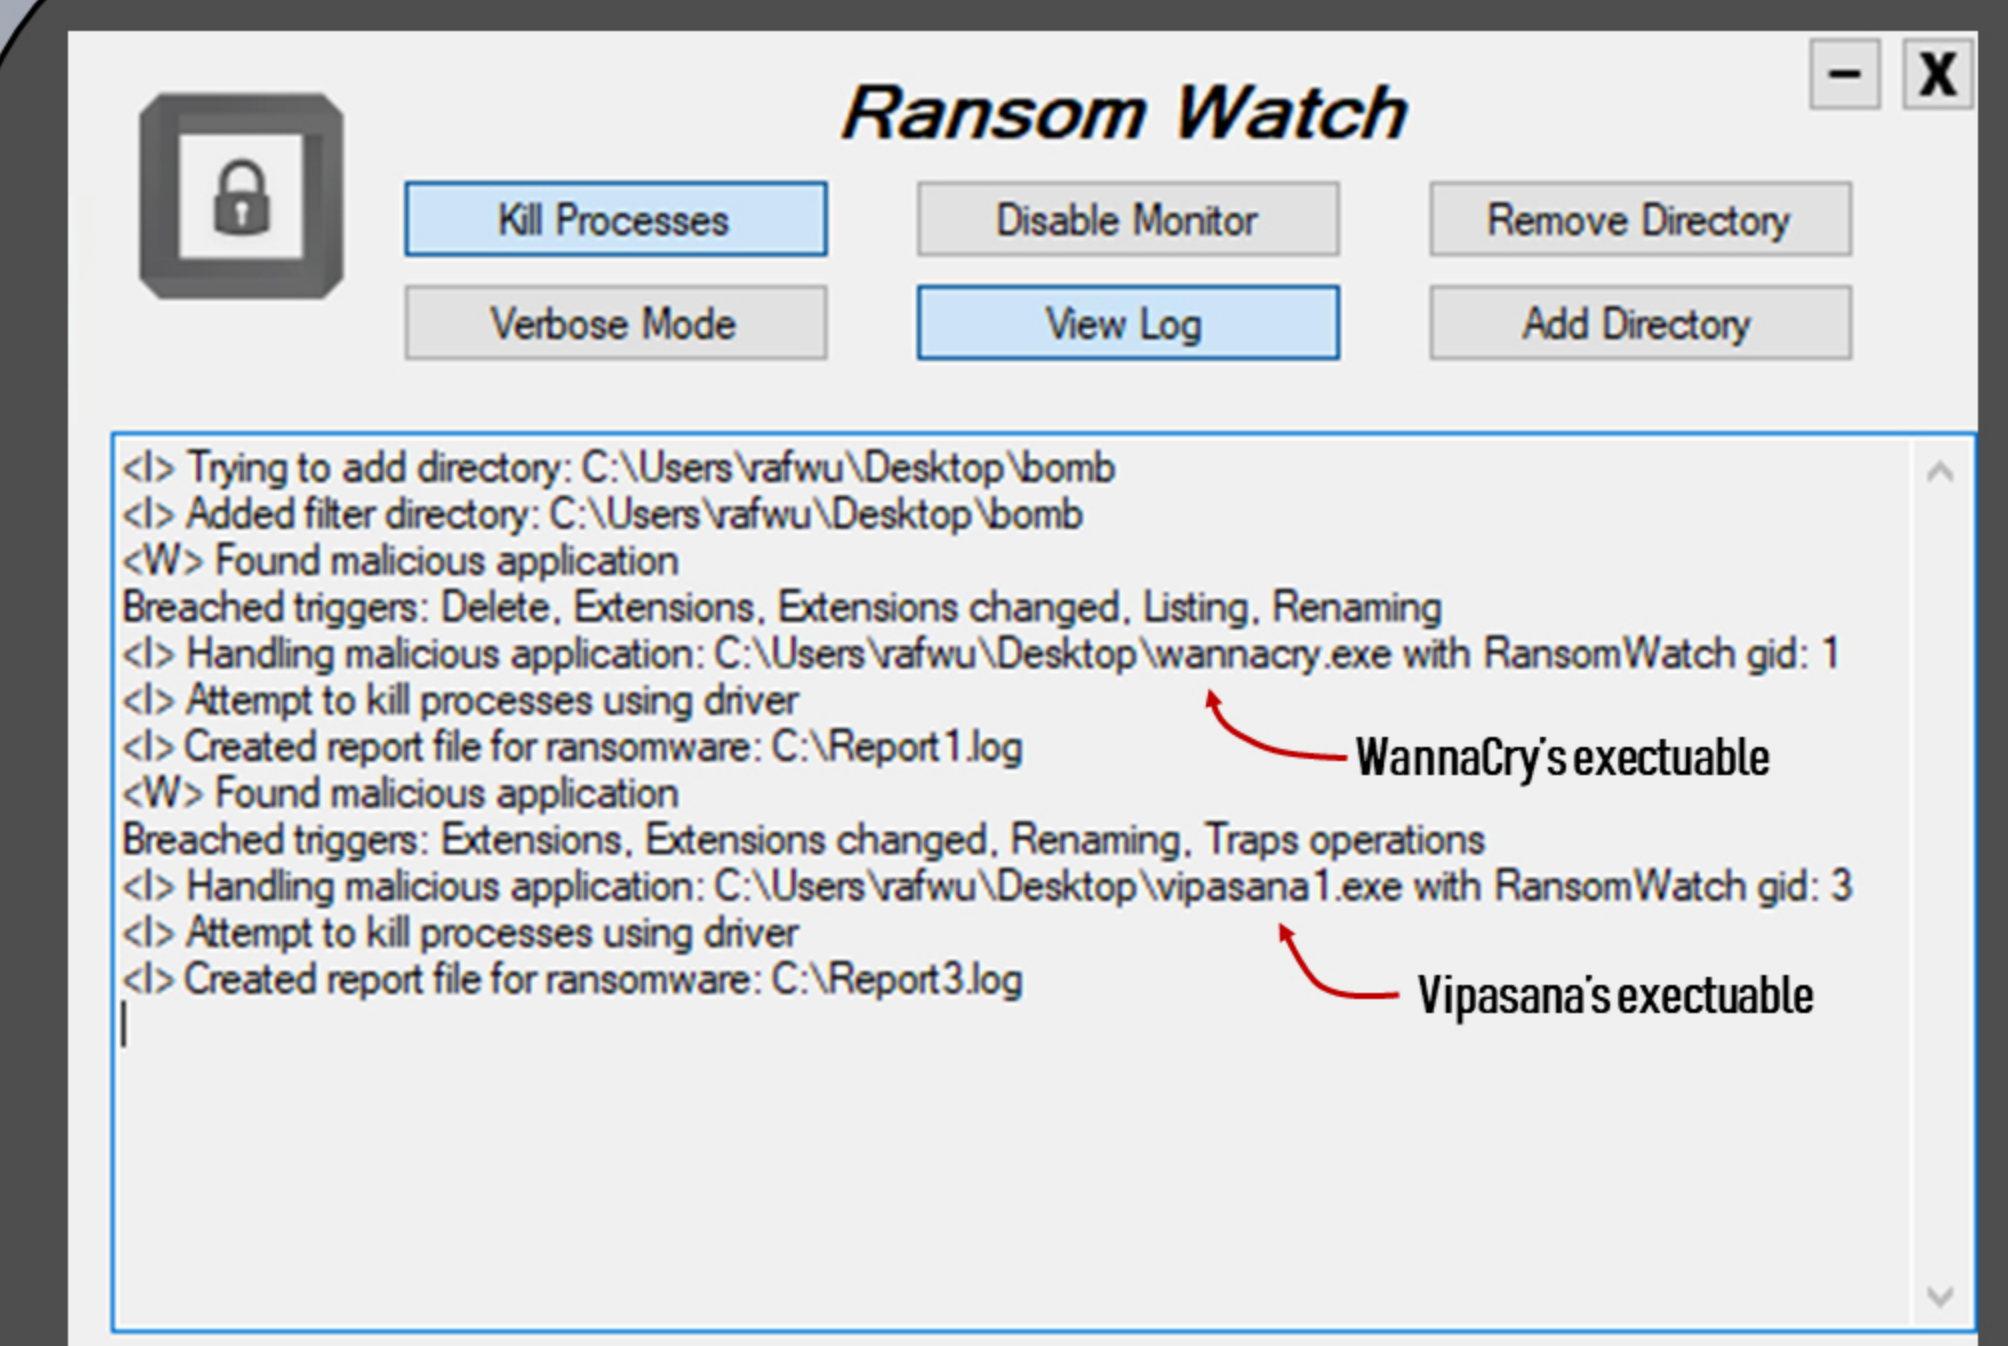 Ransom Watch
Kill Processes
Disable Monitor
Remove Directory
Verbose Mode
View Log
Add Directory
<I> Trying to add directory: C:\Users\rafwu\Desktop\bomb
<I> Added filter directory: C:\Users\rafwu\Desktop\bomb
<W> Found malicious application
Breached triggers: Delete, Extensions, Extensions changed, Listing, Renaming
<I> Handling malicious application: C:\Users\rafwu\Desktop\wannacry.exe with RansomWatch gid: 1
<I> Attempt to kill processes using driver
<I> Created report file for ransomware: C:\Report1.log
WannaCry's exectuable
<W> Found malicious application
Breached triggers: Extensions, Extensions changed, Renaming, Traps operations
<I> Handling malicious application: C:\Users\rafwu\Desktop\vipasana1.exe with RansomWatch gid: 3
<I> Attempt to kill processes using driver
<I> Created report file for ransomware: C:\Report3.log
Vipasana's exectuable